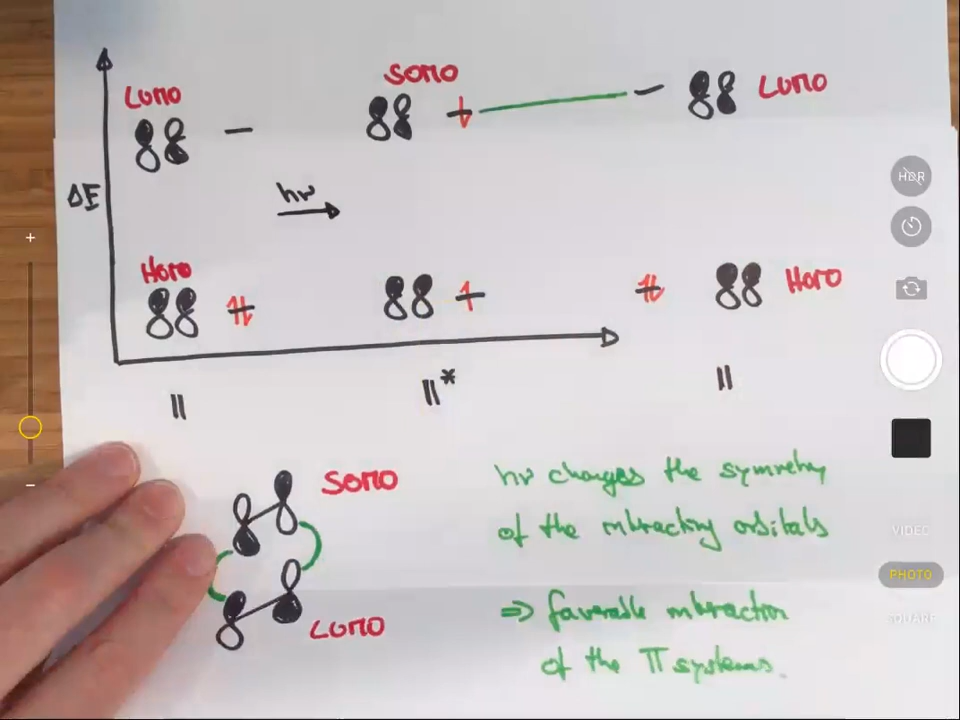 LUMO
SOMO
LUMO
ΔE
hν
HOMO
HOMO
||
||*
||
SOMO
LUMO
hν changes the symmetry
of the interacting orbitals
⇒ favorable interaction
of the π systems.
HDR
+
−
VIDEO
PHOTO
SQUARE